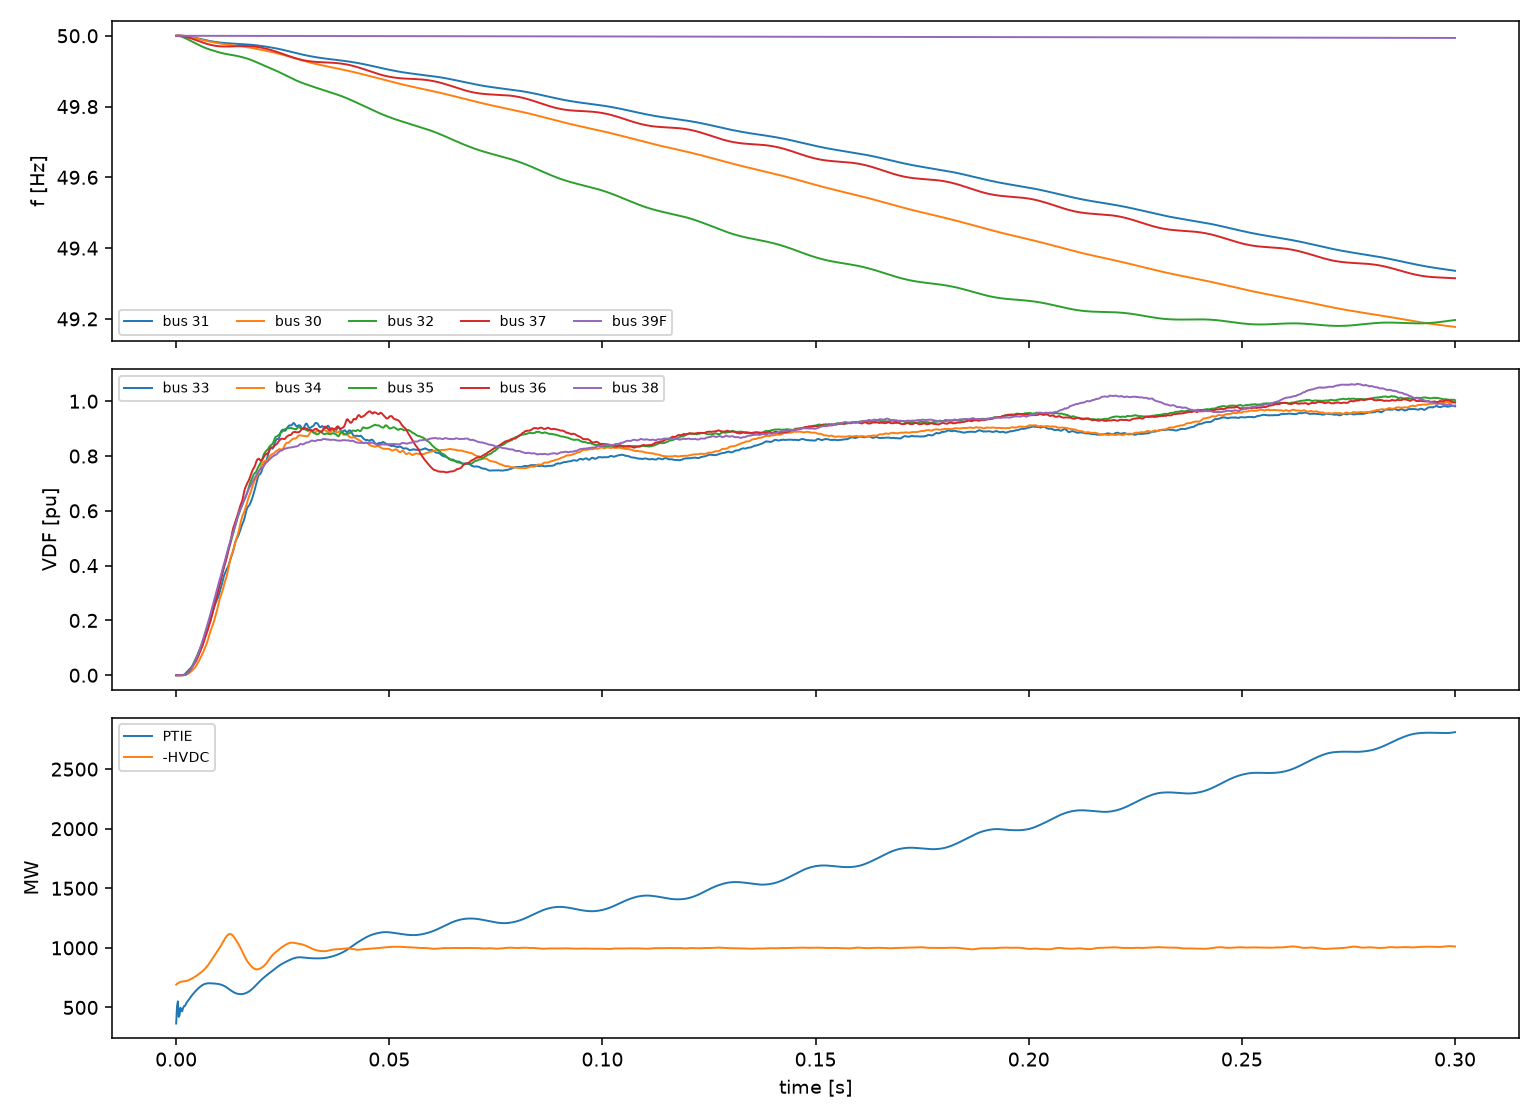 50.0
49.8
49.6
49.4
49.2
f [Hz]
bus 31 bus 30 bus 32 bus 37 bus 39F
bus 33 bus 34 bus 35 bus 36 bus 38
1.0
0.8
0.6
0.4
0.2
0.0
VDF [pu]
PTIE
-HVDC
2500
2000
1500
1000
500
MW
0.00 0.05 0.10 0.15 0.20 0.25 0.30
time [s]